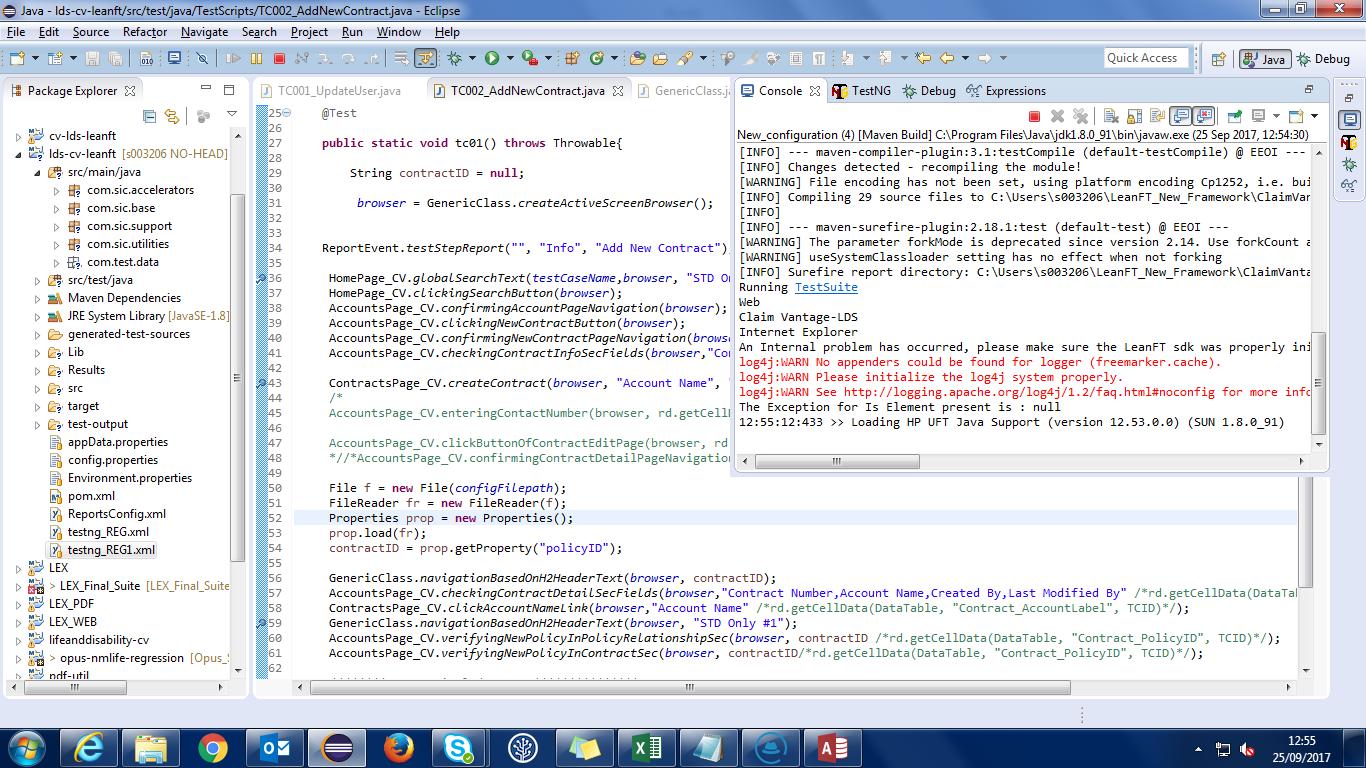 Java - lds-cv-leanft/src/test/java/TestScripts/TC002_AddNewContract.java - Eclipse
File Edit Source Refactor Navigate Search Project Run Window Help
Quick Access Java Debug
Package Explorer
cv-lds-leanft
lds-cv-leanft [s003206 NO-HEAD]
src/main/java
com.sic.accelerators
com.sic.base
com.sic.support
com.sic.utilities
com.test.data
src/test/java
Maven Dependencies
JRE System Library [JavaSE-1.8]
generated-test-sources
Lib
Results
src
target
test-output
appData.properties
config.properties
Environment.properties
pom.xml
ReportsConfig.xml
testng_REG.xml
testng_REG1.xml
LEX
> LEX_Final_Suite [LEX_Final_Suite
LEX_PDF
LEX_WEB
lifeanddisability-cv
> opus-nmlife-regression [Opus_S
pdf-util
TC001_UpdateUser.java TC002_AddNewContract.java GenericClass.ja
25 @Test
26
27 public static void tc01() throws Throwable{
28
29 String contractID = null;
30
31 browser = GenericClass.createActiveScreenBrowser();
32
33
34 ReportEvent.testStepReport("", "Info", "Add New Contract")
35
36 HomePage_CV.globalSearchText(testCaseName,browser, "STD On
37 HomePage_CV.clickingSearchButton(browser);
38 AccountsPage_CV.confirmingAccountPageNavigation(browser);
39 AccountsPage_CV.clickingNewContractButton(browser);
40 AccountsPage_CV.confirmingNewContractPageNavigation(brows
41 AccountsPage_CV.checkingContractInfoSecFields(browser,"Co
42
43 ContractsPage_CV.createContract(browser, "Account Name", "
44 /*
45 AccountsPage_CV.enteringContactNumber(browser, rd.getCell
46
47 AccountsPage_CV.clickButtonOfContractEditPage(browser, rd
48 *//*AccountsPage_CV.confirmingContractDetailPageNavigation
49
50 File f = new File(configFilepath);
51 FileReader fr = new FileReader(f);
52 Properties prop = new Properties();
53 prop.load(fr);
54 contractID = prop.getProperty("policyID");
55
56 GenericClass.navigationBasedOnH2HeaderText(browser, contractID);
57 AccountsPage_CV.checkingContractDetailSecFields(browser,"Contract Number,Account Name,Created By,Last Modified By" /*rd.getCellData(DataTab
58 ContractsPage_CV.clickAccountNameLink(browser,"Account Name" /*rd.getCellData(DataTable, "Contract_AccountLabel", TCID)*/);
59 GenericClass.navigationBasedOnH2HeaderText(browser, "STD Only #1");
60 AccountsPage_CV.verifyingNewPolicyInPolicyRelationshipSec(browser, contractID /*rd.getCellData(DataTable, "Contract_PolicyID", TCID)*/);
61 AccountsPage_CV.verifyingNewPolicyInContractSec(browser, contractID/*rd.getCellData(DataTable, "Contract_PolicyID", TCID)*/);
62
Console TestNG Debug Expressions
New_configuration (4) [Maven Build] C:\Program Files\Java\jdk1.8.0_91\bin\javaw.exe (25 Sep 2017, 12:54:30)
[INFO] --- maven-compiler-plugin:3.1:testCompile (default-testCompile) @ EEOI ---
[INFO] Changes detected - recompiling the module!
[WARNING] File encoding has not been set, using platform encoding Cp1252, i.e. bui
[INFO] Compiling 29 source files to C:\Users\s003206\LeanFT_New_Framework\ClaimVan
[INFO]
[INFO] --- maven-surefire-plugin:2.18.1:test (default-test) @ EEOI ---
[WARNING] The parameter forkMode is deprecated since version 2.14. Use forkCount a
[WARNING] useSystemClassloader setting has no effect when not forking
[INFO] Surefire report directory: C:\Users\s003206\LeanFT_New_Framework\ClaimVanta
Running TestSuite
Web
Claim Vantage-LDS
Internet Explorer
An Internal problem has occurred, please make sure the LeanFT sdk was properly ini
log4j:WARN No appenders could be found for logger (freemarker.cache).
log4j:WARN Please initialize the log4j system properly.
log4j:WARN See http://logging.apache.org/log4j/1.2/faq.html#noconfig for more info
The Exception for Is Element present is : null
12:55:12:433 >> Loading HP UFT Java Support (version 12.53.0.0) (SUN 1.8.0_91)
12:55
25/09/2017